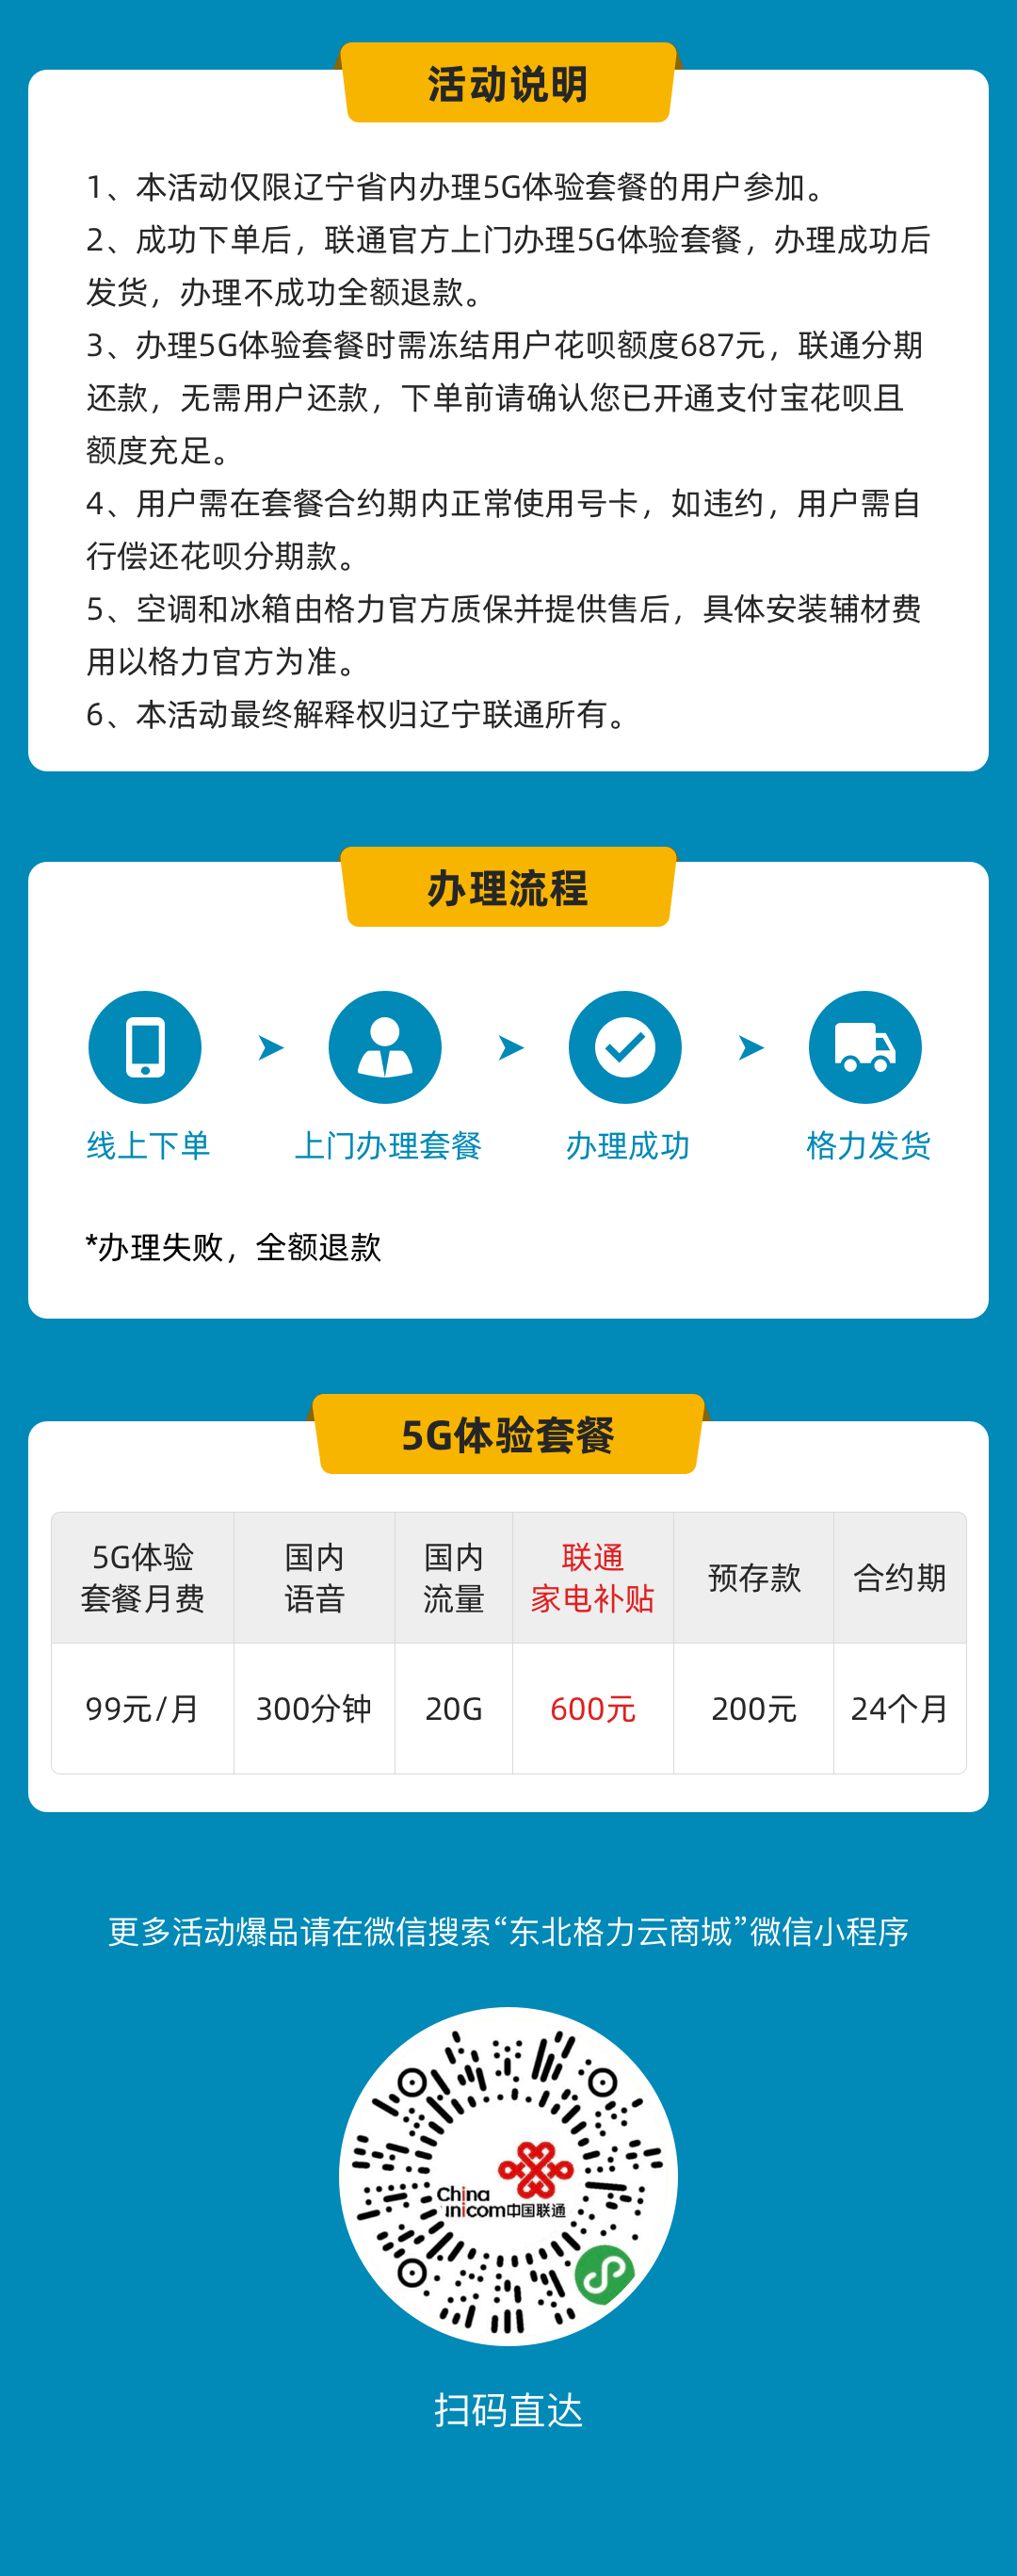 活动说明
1、本活动仅限辽宁省内办理5G体验套餐的用户参加。
2、成功下单后，联通官方上门办理5G体验套餐，办理成功后
发货，办理不成功全额退款。
3、办理5G体验套餐时需冻结用户花呗额度687元，联通分期
还款，无需用户还款，下单前请确认您已开通支付宝花呗且
额度充足。
4、用户需在套餐合约期内正常使用号卡，如违约，用户需自
行偿还花呗分期款。
5、空调和冰箱由格力官方质保并提供售后，具体安装辅材费
用以格力官方为准。
6、本活动最终解释权归辽宁联通所有。
办理流程
线上下单 上门办理套餐 办理成功 格力发货
*办理失败，全额退款
5G体验套餐
5G体验
套餐月费
国内
语音
国内
流量
联通
家电补贴
预存款
合约期
99元/月 300分钟 20G 600元 200元 24个月
更多活动爆品请在微信搜索“东北格力云商城”微信小程序
China
unicom中国联通
扫码直达